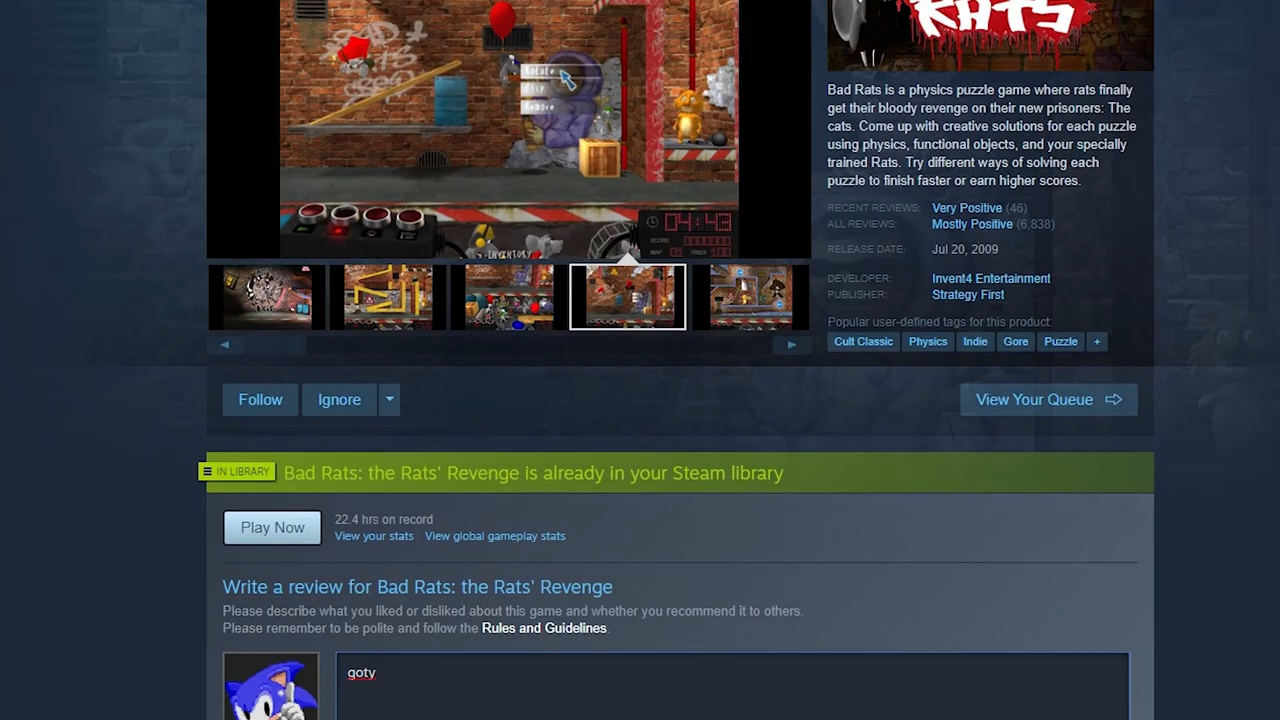 RATS
Rotate
Flip
Remove
04:43
SCORE
INVENTORY
Bad Rats is a physics puzzle game where rats finally
get their bloody revenge on their new prisoners: The
cats. Come up with creative solutions for each puzzle
using physics, functional objects, and your specially
trained Rats. Try different ways of solving each
puzzle to finish faster or earn higher scores.
RECENT REVIEWS: Very Positive (46)
ALL REVIEWS: Mostly Positive (6,838)
RELEASE DATE: Jul 20, 2009
DEVELOPER: Invent4 Entertainment
PUBLISHER: Strategy First
Popular user-defined tags for this product:
Cult Classic Physics Indie Gore Puzzle +
Follow Ignore View Your Queue
IN LIBRARY Bad Rats: the Rats' Revenge is already in your Steam library
Play Now 22.4 hrs on record
View your stats View global gameplay stats
Write a review for Bad Rats: the Rats' Revenge
Please describe what you liked or disliked about this game and whether you recommend it to others.
Please remember to be polite and follow the Rules and Guidelines.
goty